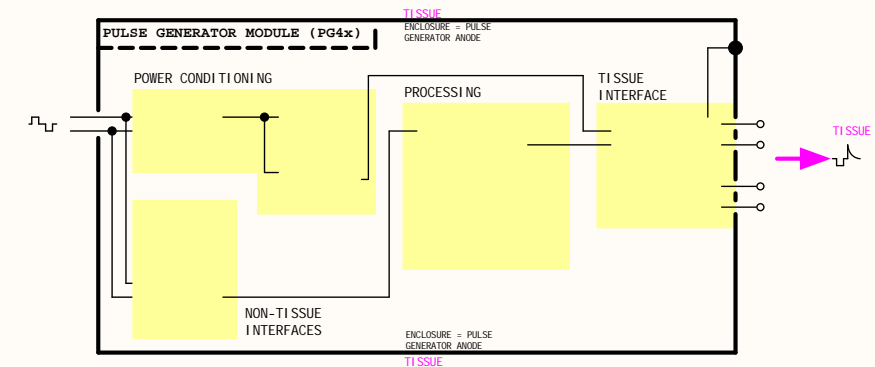 TISSUE
ENCLOSURE = PULSE
GENERATOR ANODE
PULSE GENERATOR MODULE (PG4x)
POWER CONDITIONING
PROCESSING
TISSUE
INTERFACE
TISSUE
NON-TISSUE
INTERFACES
ENCLOSURE = PULSE
GENERATOR ANODE
TISSUE